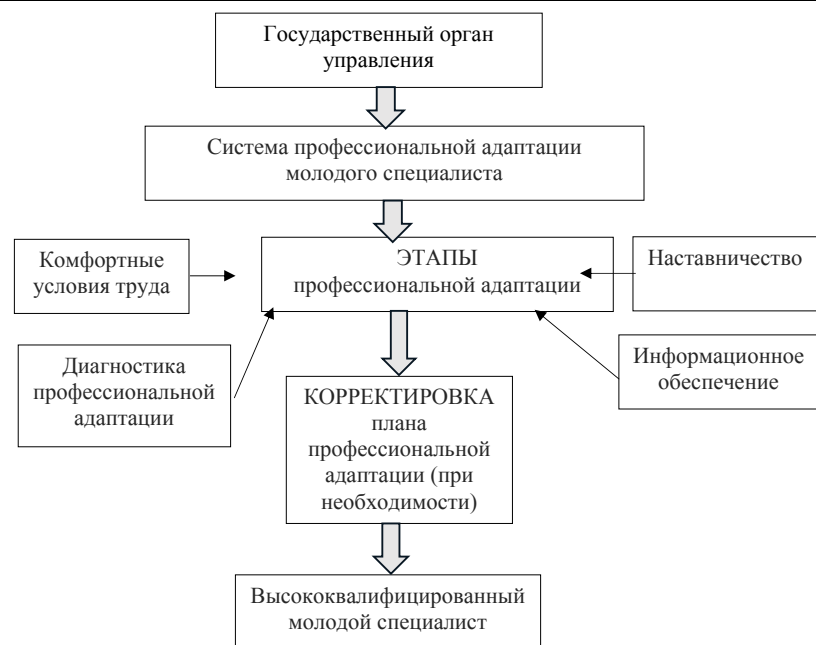 Государственный орган
управления
Система профессиональной адаптации
молодого специалиста
Комфортные
условия труда
ЭТАПЫ
профессиональной адаптации
Наставничество
Диагностика
профессиональной
адаптации
Информационное
обеспечение
КОРРЕКТИРОВКА
плана
профессиональной
адаптации (при
необходимости)
Высококвалифицированный
молодой специалист